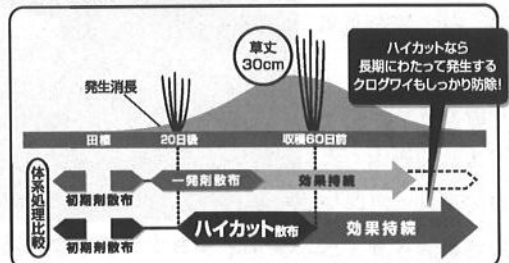 草丈
30cm
ハイカットなら
長期にわたって発生する
クログワイもしっかり防除!
発生消長
田植
20日後
収穫60日前
体系処理比較
初期剤散布
一発剤散布
効果持続
初期剤散布
ハイカット散布
効果持続